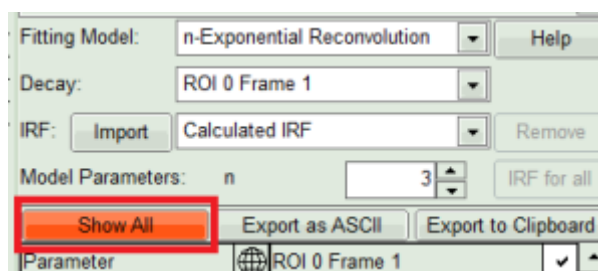 Fitting Model: n-Exponential Reconvolution Help
Decay: ROI 0 Frame 1
IRF: Import Calculated IRF Remove
Model Parameters: n 3 IRF for all
Show All Export as ASCII Export to Clipboard
Parameter ROI 0 Frame 1